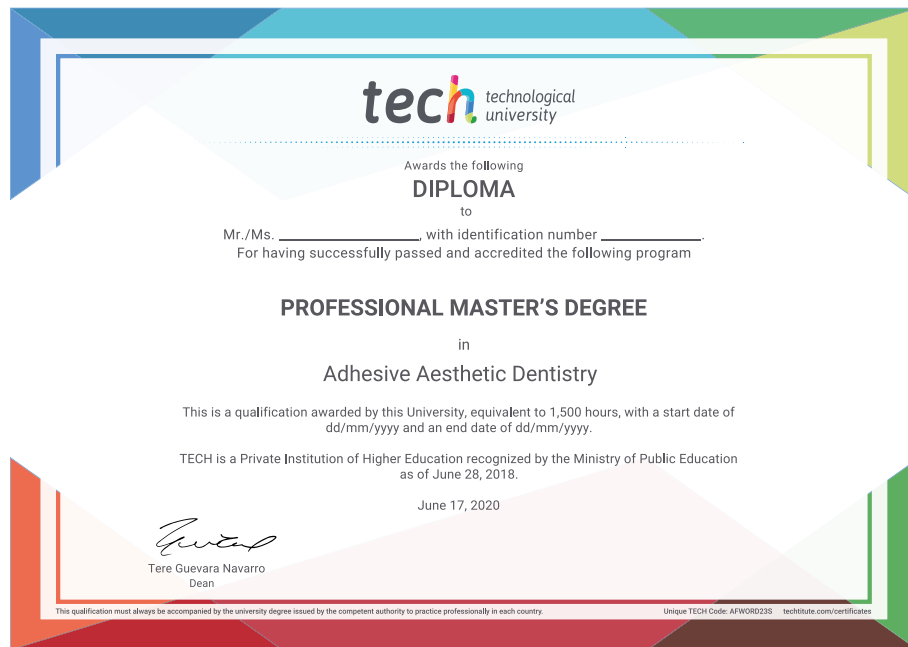 tech technological
university
Awards the following
DIPLOMA
to
Mr./Ms. ____________________, with identification number ______________.
For having successfully passed and accredited the following program
PROFESSIONAL MASTER'S DEGREE
in
Adhesive Aesthetic Dentistry
This is a qualification awarded by this University, equivalent to 1,500 hours, with a start date of
dd/mm/yyyy and an end date of dd/mm/yyyy.
TECH is a Private Institution of Higher Education recognized by the Ministry of Public Education
as of June 28, 2018.
June 17, 2020
Tere Guevara Navarro
Dean
This qualification must always be accompanied by the university degree issued by the competent authority to practice professionally in each country. Unique TECH Code: AFWORD23S techtitute.com/certificates